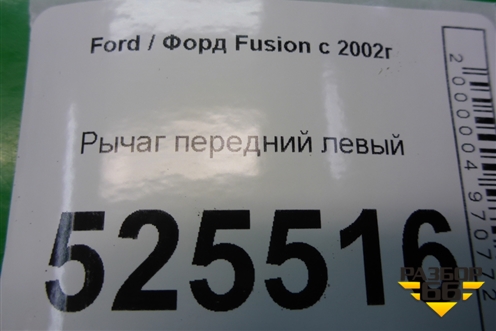 Ford / Форд Fusion с 2002г
Рычаг передний левый
525516
2000004970772
РАЗБОР
66